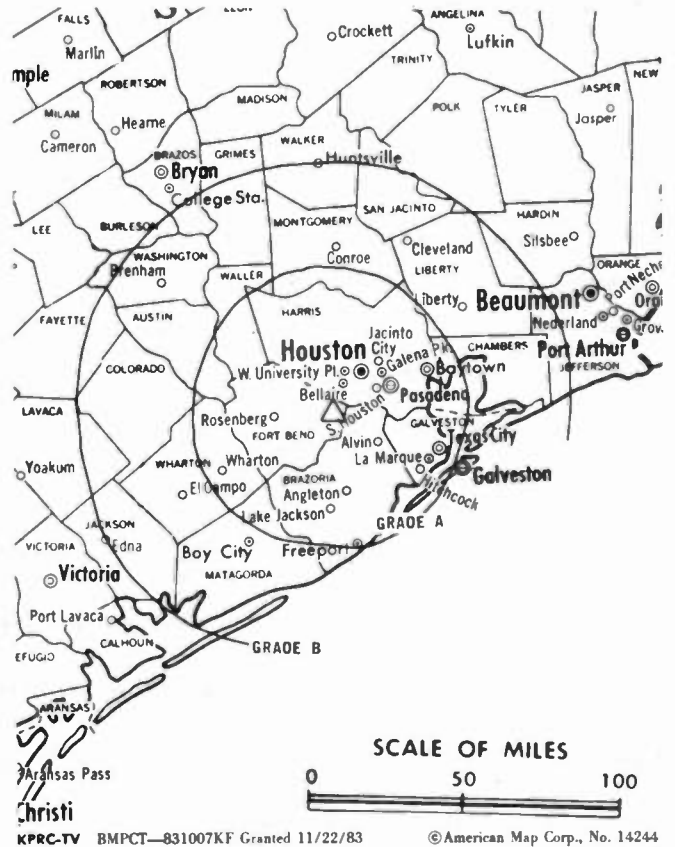 FALLS
Marlin
mple
Crockett
ANGELINA
Lufkin
TRINITY
ROBERTSON
MADISON
POLK
TYLER
JASPER
NEW
Jasper
MILAM
Hearne
Cameron
BRAZOS
GRIMES
WALKER
Huntsville
Bryan
College Sta.
LEE
BURLESON
WASHINGTON
Brenham
MONTGOMERY
Conroe
SAN JACINTO
Cleveland
HARDIN
Silsbee
WALLER
LIBERTY
Liberty
ORANGE
Beaumont
Port Neche
Nederland
Grov.
Port Arthur
FAYETTE
AUSTIN
HARRIS
Jacinto
City
CHAMBERS
JEFFERSON
Houston
Galena Pk.
Baytown
COLORADO
W. University Pl.
Bellaire
Pasadena
S. Houston
LAVACA
Rosenberg
FORT BEND
GALVESTON
Texas City
Alvin
La Marque
Yoakum
WHARTON
Wharton
El Campo
BRAZORIA
Angleton
Hitchcock
Galveston
Lake Jackson
GRADE A
JACKSON
Edna
Bay City
Freeport
VICTORIA
Victoria
MATAGORDA
Port Lavaca
CALHOUN
GRADE B
EFUGIO
ARANSAS
Aransas Pass
Christi
SCALE OF MILES
0 50 100
KPRC-TV BMPCT—831007KF Granted 11/22/83 ©American Map Corp., No. 14244